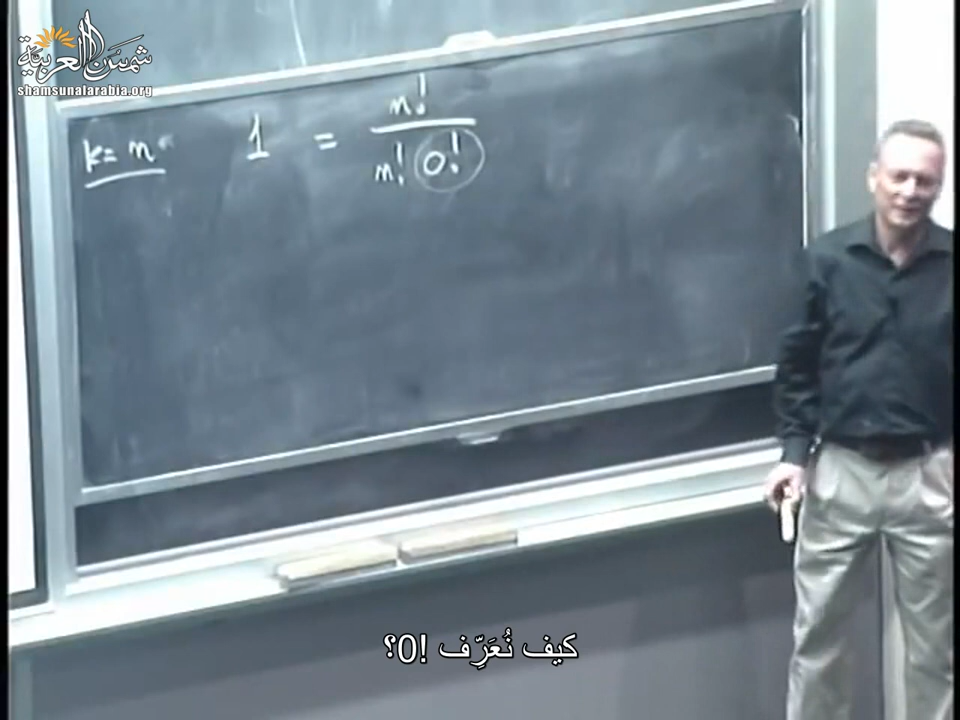 شمس العربية
shamsunalarabia.org
k = n 1 = n! / n! 0!
كيف نُعَرِّف !0؟